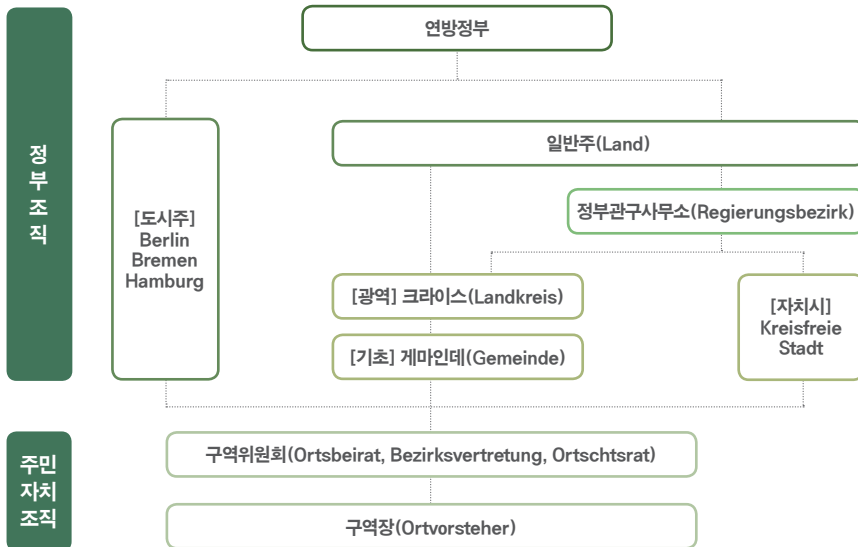 연방정부
정
부
조
직
일반주(Land)
[도시주]
Berlin
Bremen
Hamburg
정부관구사무소(Regierungsbezirk)
[광역] 크라이스(Landkreis)
[자치시]
Kreisfreie
Stadt
[기초] 게마인데(Gemeinde)
주민
자치
조직
구역위원회(Ortsbeirat, Bezirksvertretung, Ortschtsrat)
구역장(Ortvorsteher)